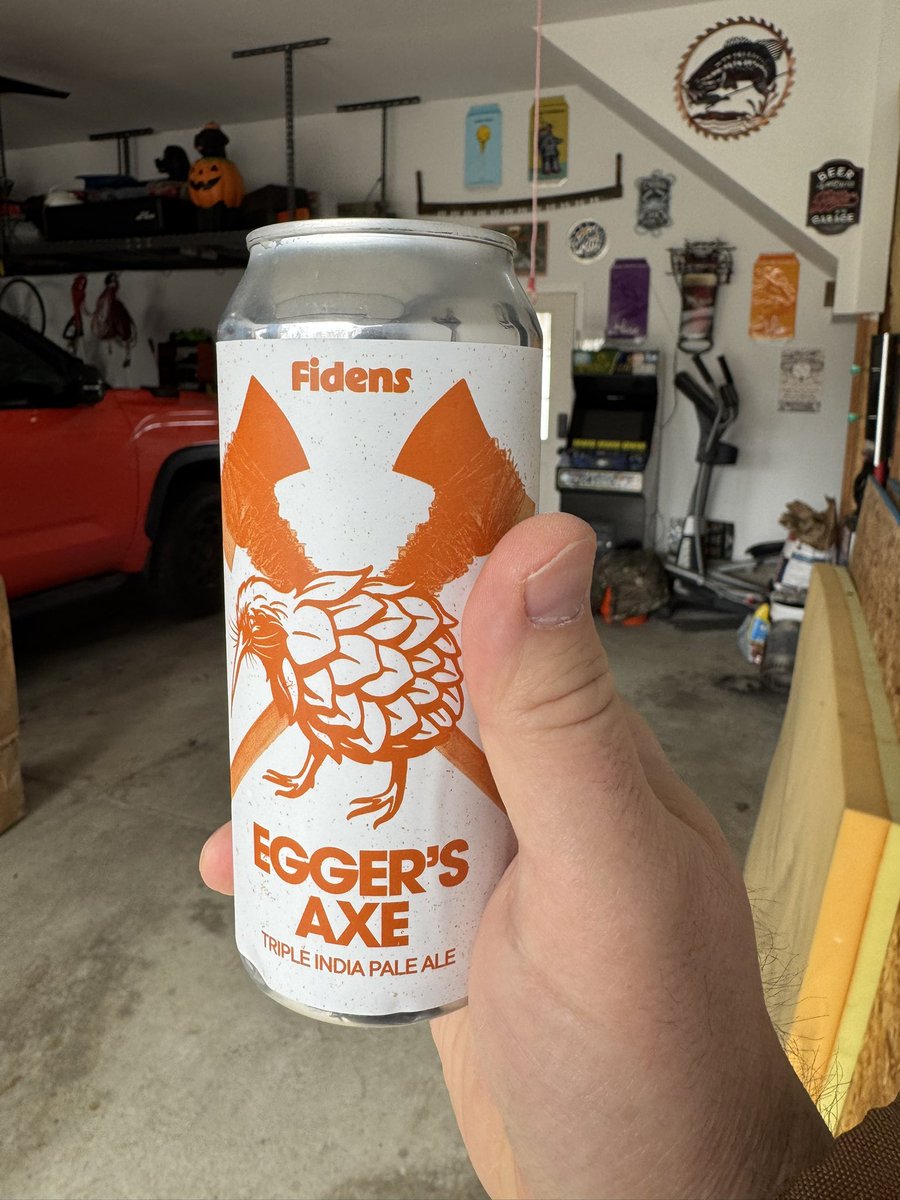 BEER
GARAGE
Fidens
EGGER'S
AXE
TRIPLE INDIA PALE ALE